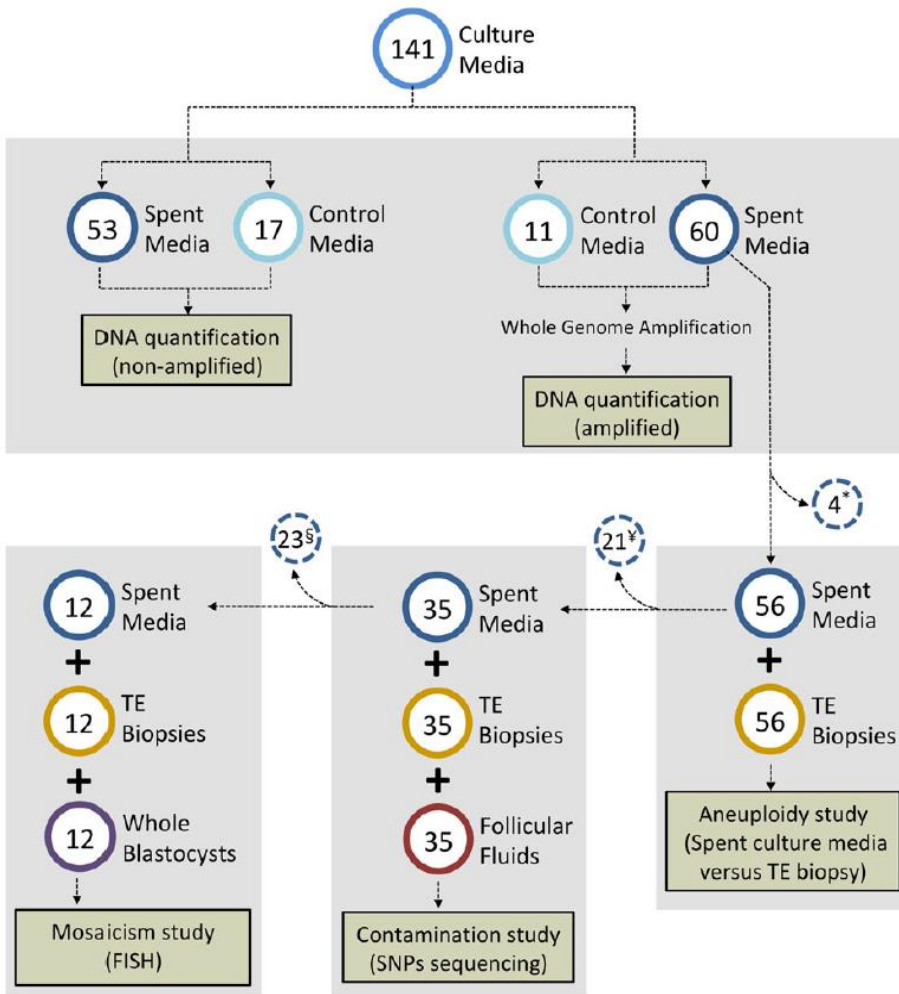 141
Culture
Media
53
Spent
Media
17
Control
Media
11
Control
Media
60
Spent
Media
DNA quantification
(non-amplified)
Whole Genome Amplification
DNA quantification
(amplified)
4*
23§
21¥
12
Spent
Media
+
12
TE
Biopsies
+
12
Whole
Blastocysts
Mosaicism study
(FISH)
35
Spent
Media
+
35
TE
Biopsies
+
35
Follicular
Fluids
Contamination study
(SNPs sequencing)
56
Spent
Media
+
56
TE
Biopsies
Aneuploidy study
(Spent culture media
versus TE biopsy)